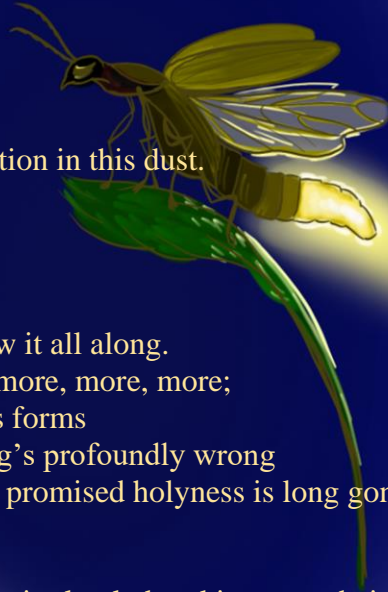 tion in this dust.
w it all along.
more, more, more;
s forms
g’s profoundly wrong
promised holyness is long gon